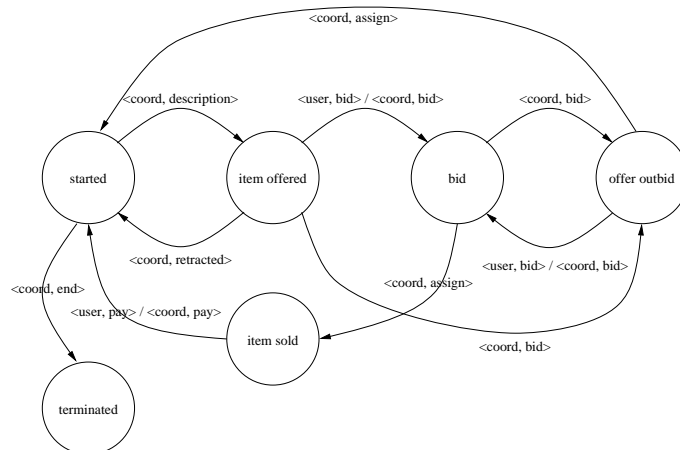 <coord, assign>
<coord, description>
<user, bid> / <coord, bid>
<coord, bid>
started
item offered
bid
offer outbid
<coord, retracted>
<user, bid> / <coord, bid>
<coord, assign>
<coord, end>
<user, pay> / <coord, pay>
item sold
<coord, bid>
terminated